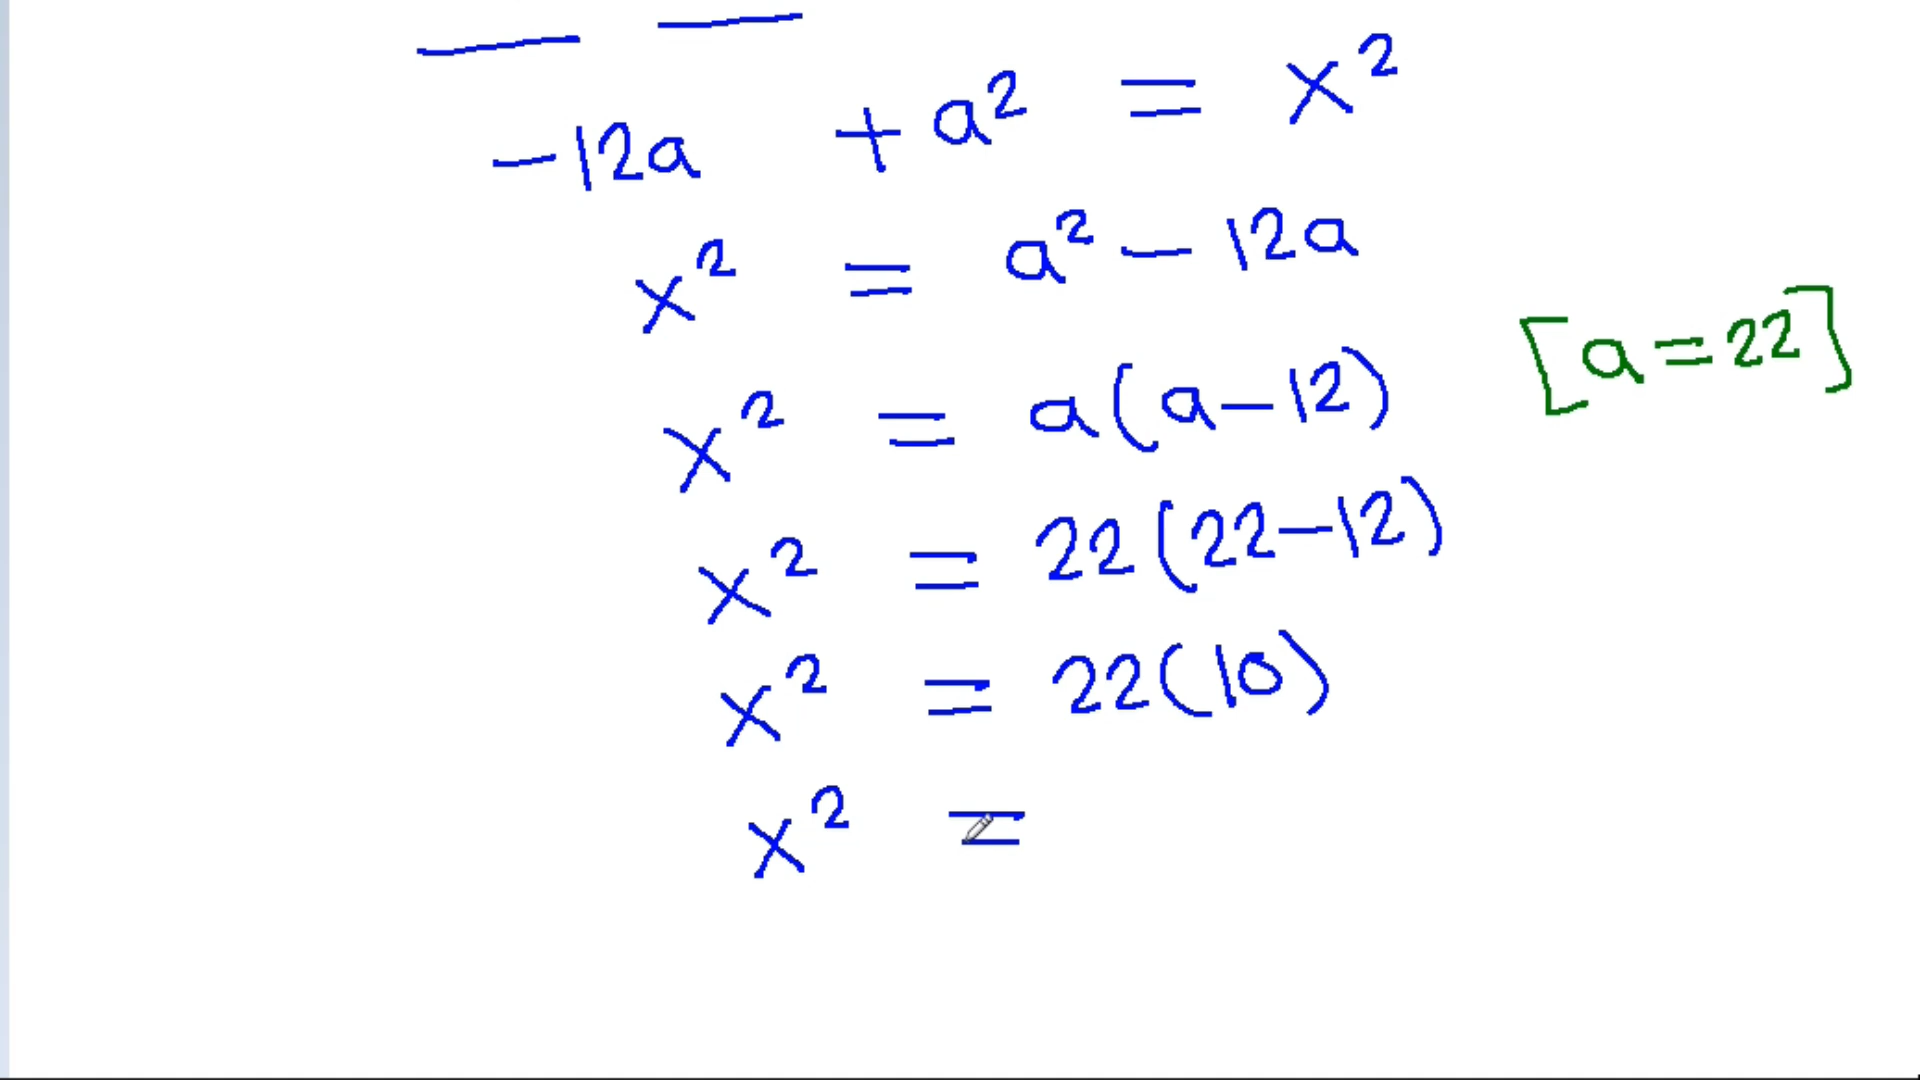 -12a + a² = x²
x² = a² - 12a
[a = 22]
x² = a(a-12)
x² = 22(22-12)
x² = 22(10)
x² =